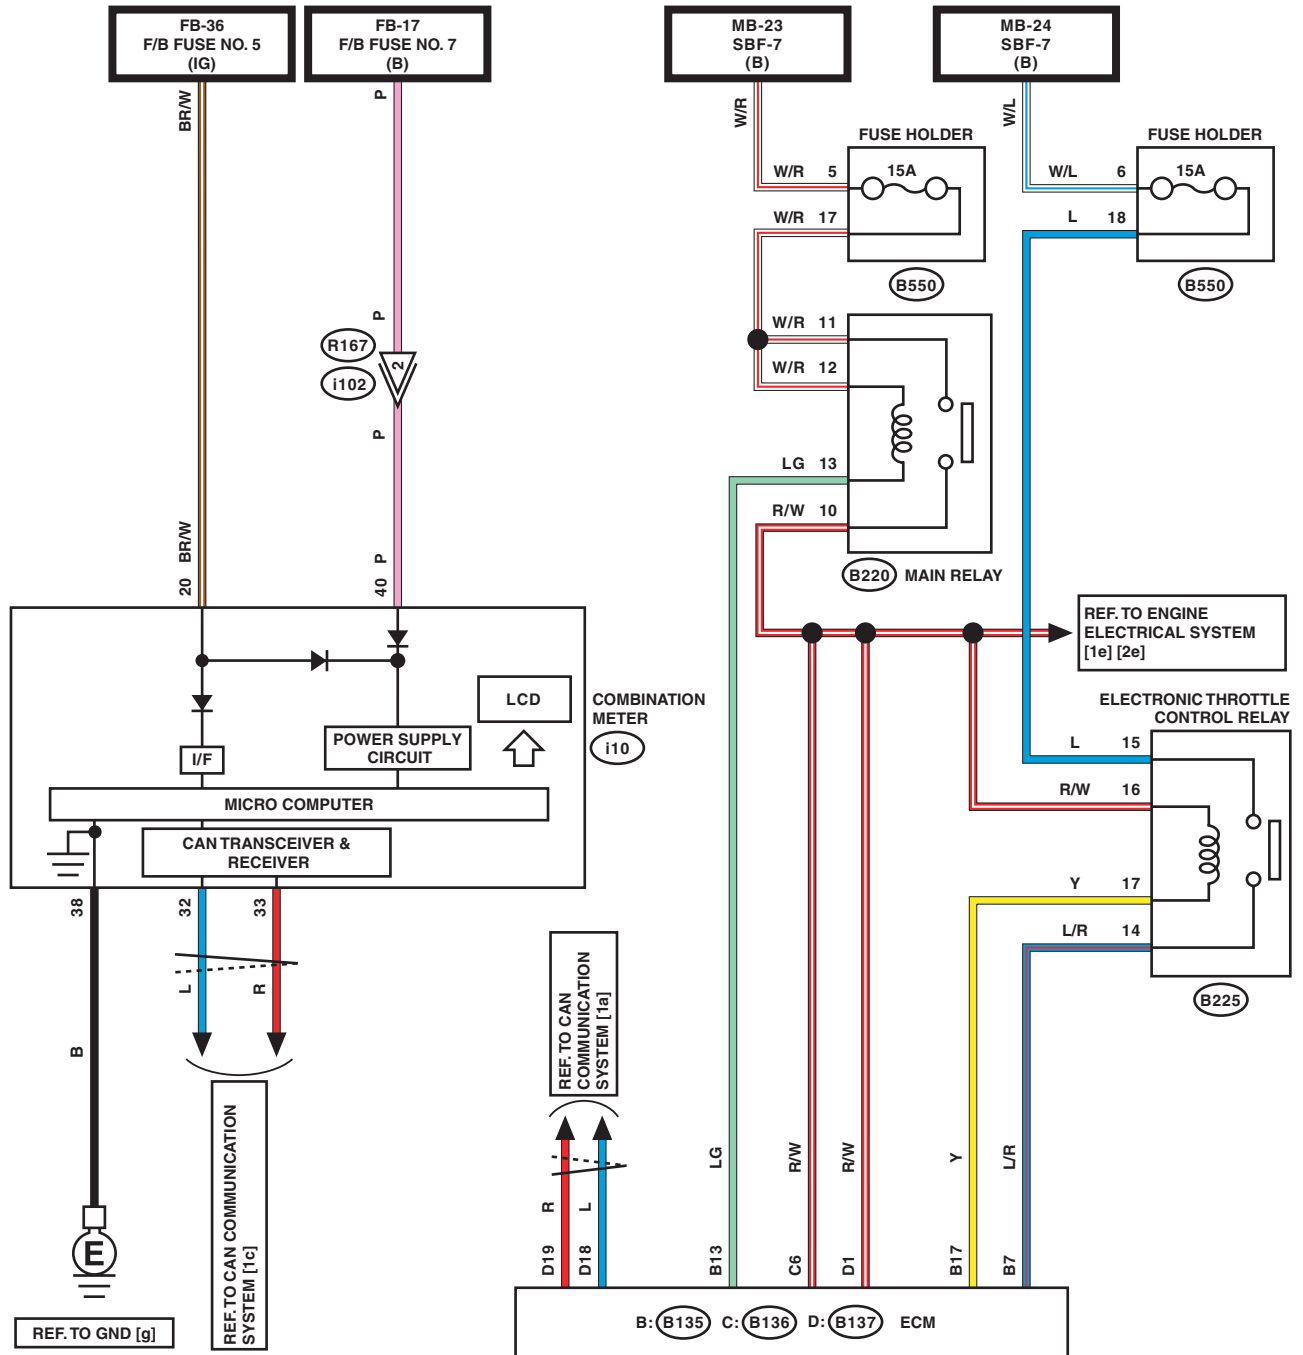 FB-36
F/B FUSE NO. 5
(IG)
FB-17
F/B FUSE NO. 7
(B)
MB-23
SBF-7
(B)
MB-24
SBF-7
(B)
BR/W
P
W/R
W/L
FUSE HOLDER
FUSE HOLDER
W/R 5
15A
W/L 6
15A
W/R 17
L 18
B550
B550
P
R167
i102
2
P
W/R 11
W/R 12
LG 13
R/W 10
B220 MAIN RELAY
20 BR/W
40 P
REF. TO ENGINE
ELECTRICAL SYSTEM
[1e] [2e]
LCD
COMBINATION
METER
i10
I/F
POWER SUPPLY
CIRCUIT
MICRO COMPUTER
CAN TRANSCEIVER &
RECEIVER
ELECTRONIC THROTTLE
CONTROL RELAY
L 15
R/W 16
Y 17
L/R 14
B225
38
32
33
L
R
B
REF. TO CAN COMMUNICATION
SYSTEM [1c]
REF. TO CAN
COMMUNICATION
SYSTEM [1a]
R
L
LG
R/W
R/W
Y
L/R
D19
D18
B13
C6
D1
B17
B7
E
REF. TO GND [g]
B: B135 C: B136 D: B137 ECM